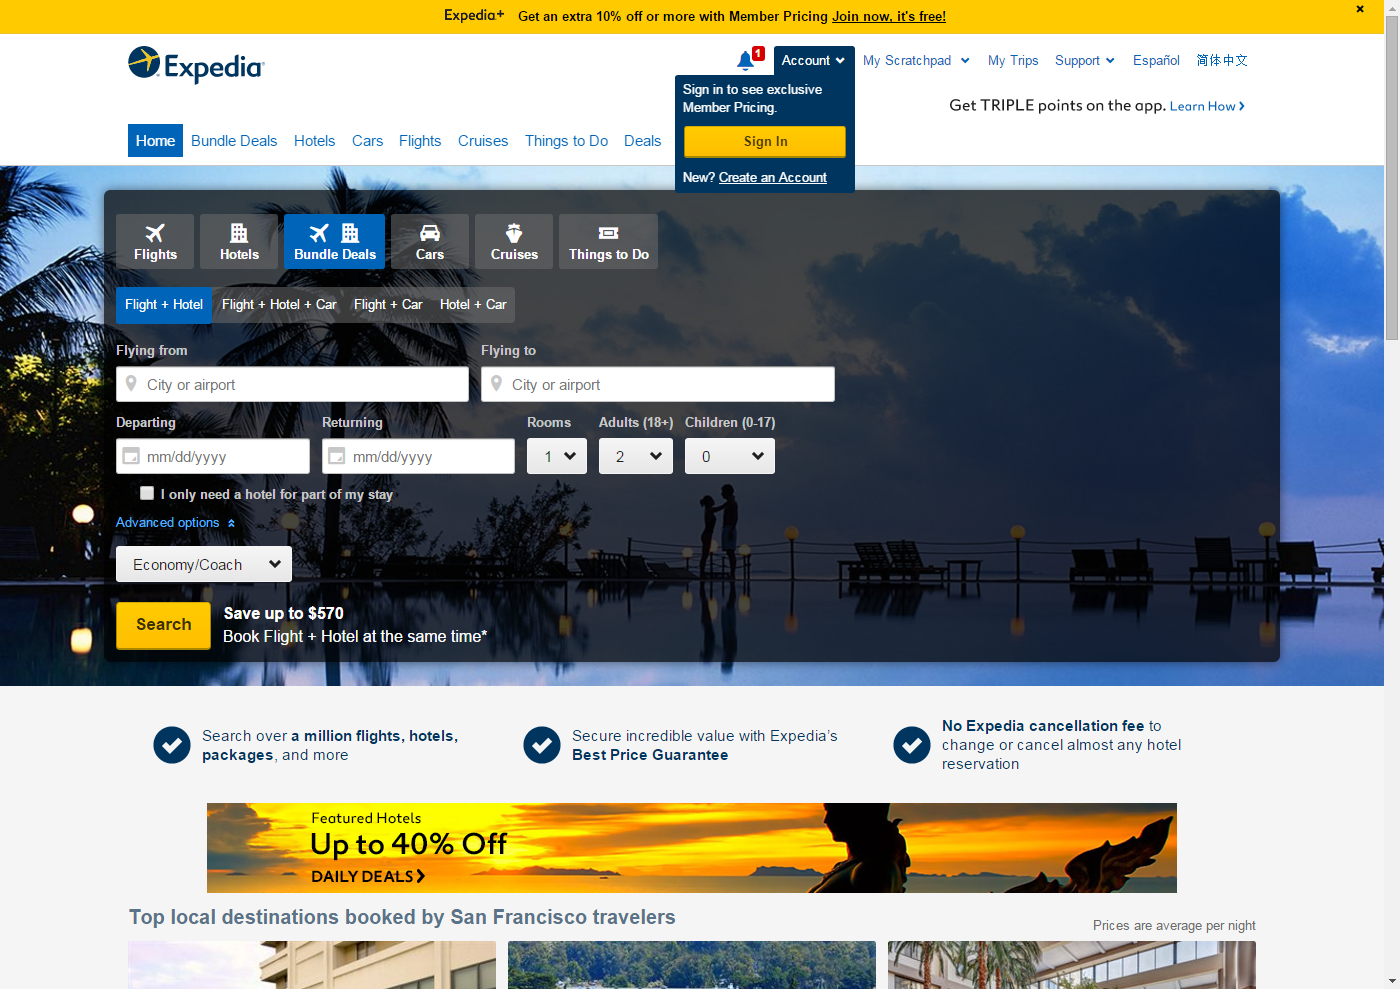 Expedia+ Get an extra 10% off or more with Member Pricing Join now, it's free!
Expedia
1
Account
My Scratchpad
My Trips
Support
Español
简体中文
Sign in to see exclusive
Member Pricing.
Sign In
New? Create an Account
Get TRIPLE points on the app. Learn How
Home
Bundle Deals
Hotels
Cars
Flights
Cruises
Things to Do
Deals
Flights
Hotels
Bundle Deals
Cars
Cruises
Things to Do
Flight + Hotel
Flight + Hotel + Car
Flight + Car
Hotel + Car
Flying from
Flying to
City or airport
City or airport
Departing
Returning
Rooms
Adults (18+)
Children (0-17)
mm/dd/yyyy
mm/dd/yyyy
1
2
0
I only need a hotel for part of my stay
Advanced options
Economy/Coach
Search
Save up to $570
Book Flight + Hotel at the same time*
Search over a million flights, hotels,
packages, and more
Secure incredible value with Expedia's
Best Price Guarantee
No Expedia cancellation fee to
change or cancel almost any hotel
reservation
Featured Hotels
Up to 40% Off
DAILY DEALS
Top local destinations booked by San Francisco travelers
Prices are average per night